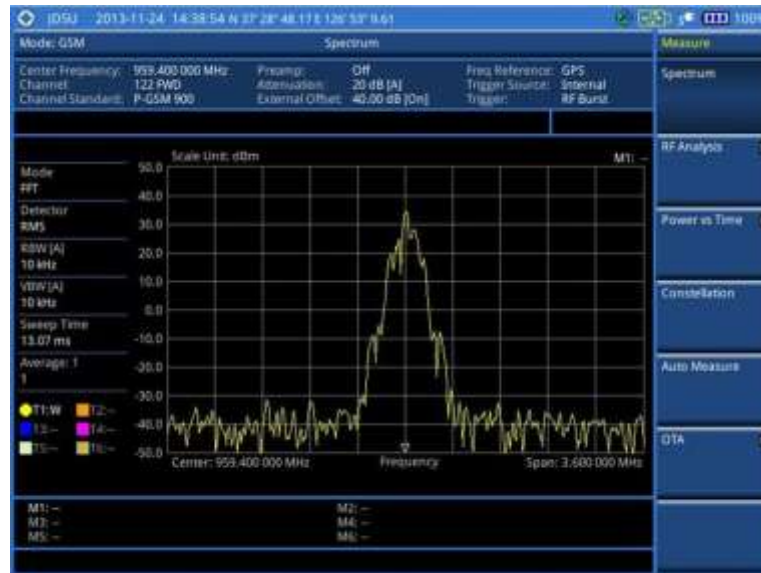 JDSU 2013-11-24 14:38:54 N 37° 28' 48.17 E 126° 53' 9.61 100%
Mode: GSM Spectrum Measure
Center Frequency: 959.400 000 MHz Preamp: Off Freq Reference: GPS
Channel: 122 FWD Attenuation: 20 dB [A] Trigger Source: Internal
Channel Standard: P-GSM 900 External Offset: 40.00 dB [On] Trigger: RF Burst
Spectrum
RF Analysis
Power vs Time
Constellation
Auto Measure
OTA
Scale Unit: dBm M1: --
Mode
FFT
Detector
RMS
RBW [A]
10 kHz
VBW [A]
10 kHz
Sweep Time
13.07 ms
Average: 1
1
T1:W T2:--
T3:-- T4:--
T5:-- T6:--
50.0
40.0
30.0
20.0
10.0
0.0
-10.0
-20.0
-30.0
-40.0
-50.0
Center: 959.400 000 MHz Frequency Span: 3.680 000 MHz
M1: -- M2: --
M3: -- M4: --
M5: -- M6: --